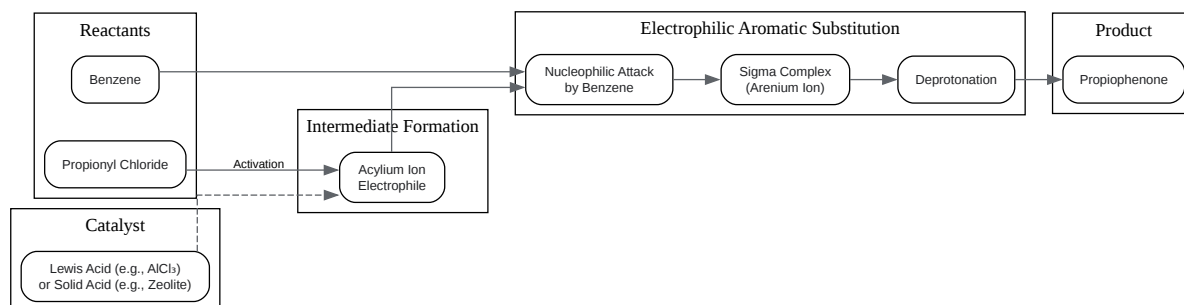 Reactants
Benzene
Propionyl Chloride
Catalyst
Lewis Acid (e.g., AlCl₃)
or Solid Acid (e.g., Zeolite)
Activation
Intermediate Formation
Acylium Ion
Electrophile
Electrophilic Aromatic Substitution
Nucleophilic Attack
by Benzene
Sigma Complex
(Arenium Ion)
Deprotonation
Product
Propiophenone